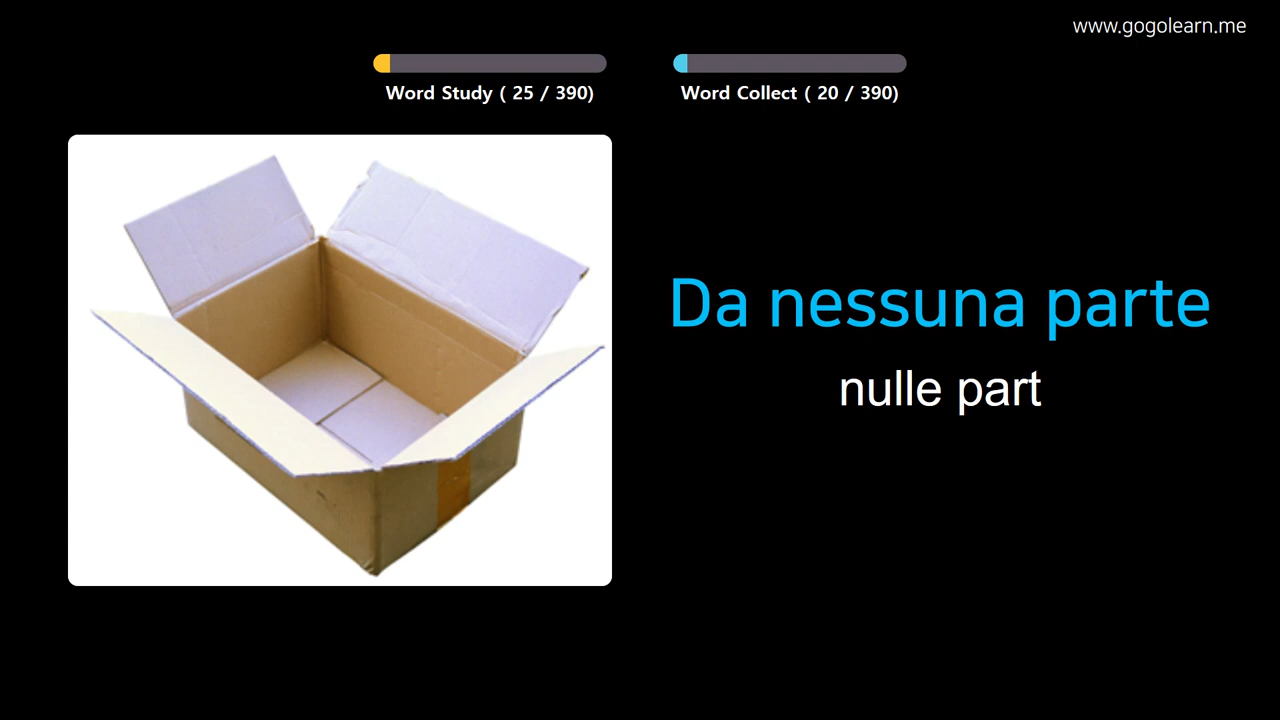 www.gogolearn.me
Word Study ( 25 / 390)
Word Collect ( 20 / 390)
Da nessuna parte
nulle part